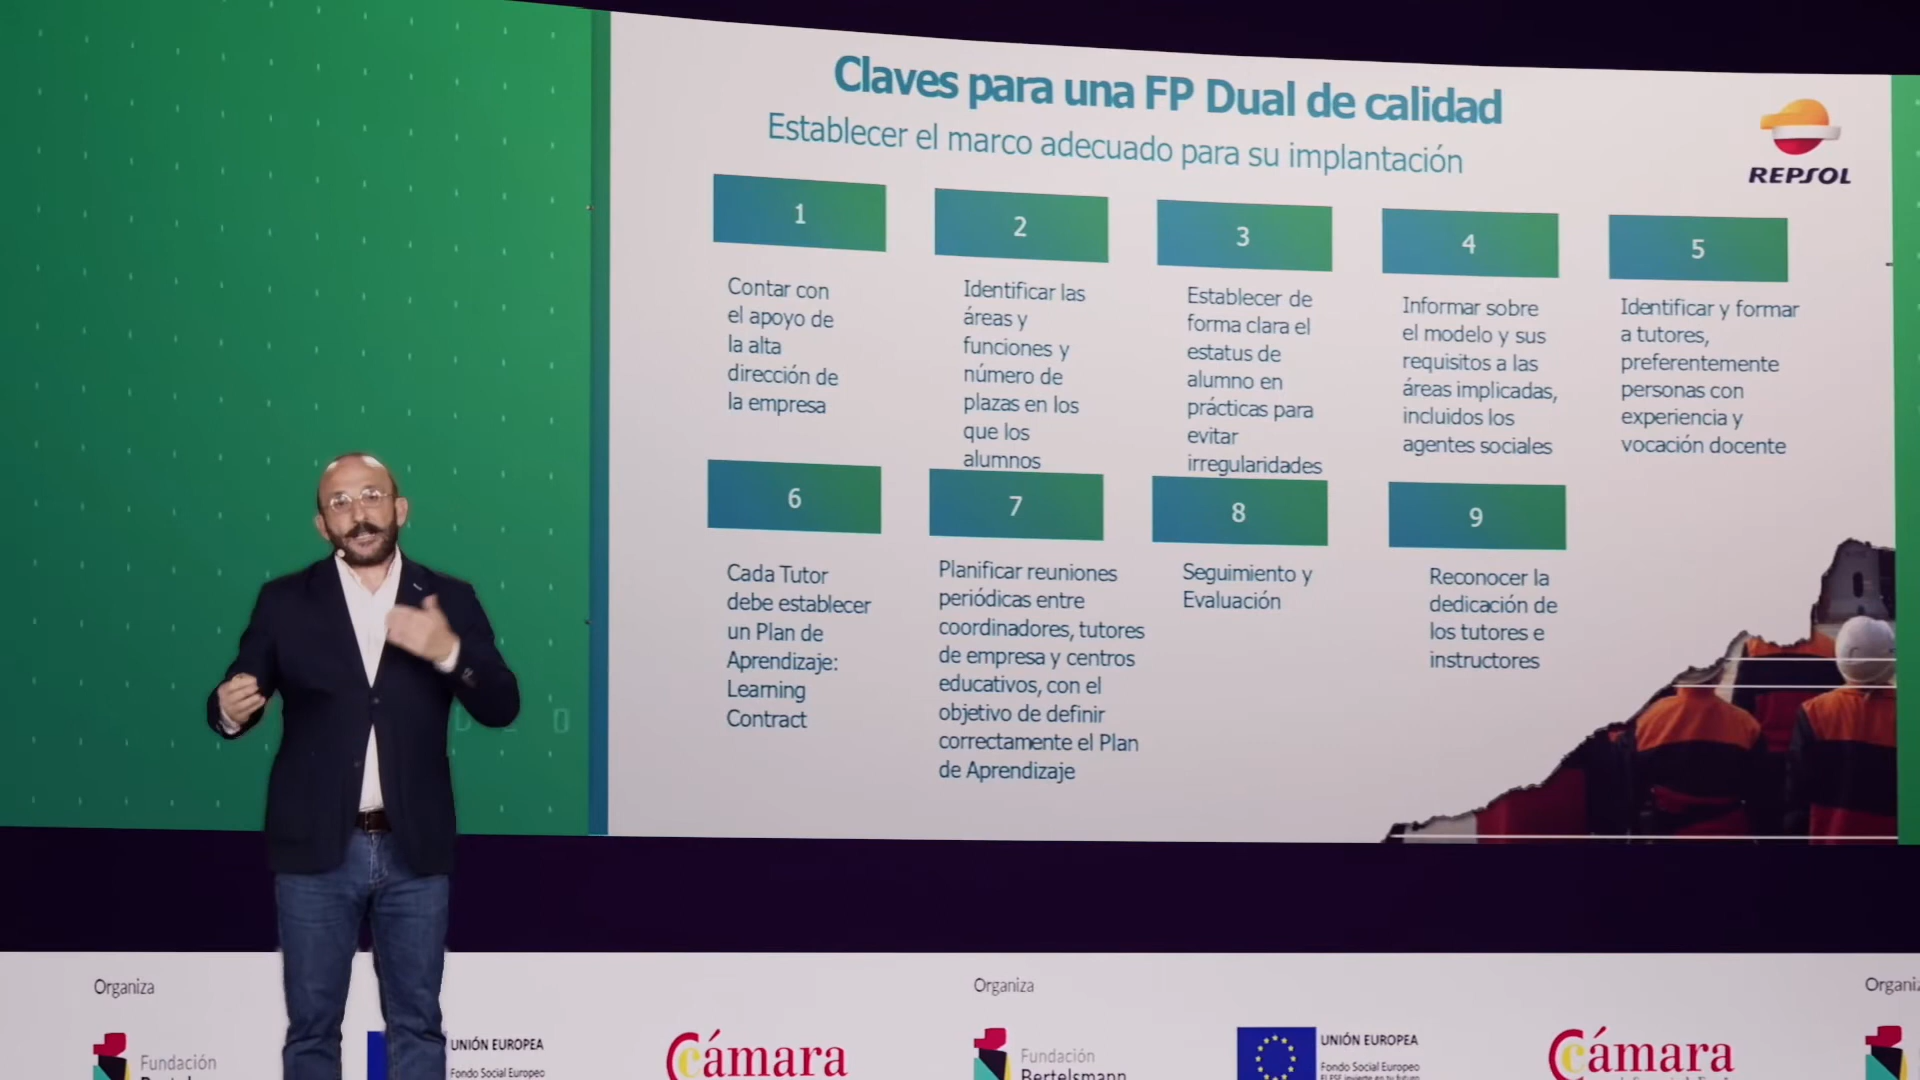 Claves para una FP Dual de calidad
Establecer el marco adecuado para su implantación
REPSOL
1
Contar con
el apoyo de
la alta
dirección de
la empresa
2
Identificar las
áreas y
funciones y
número de
plazas en los
que los
alumnos
3
Establecer de
forma clara el
estatus de
alumno en
prácticas para
evitar
irregularidades
4
Informar sobre
el modelo y sus
requisitos a las
áreas implicadas,
incluidos los
agentes sociales
5
Identificar y formar
a tutores,
preferentemente
personas con
experiencia y
vocación docente
6
Cada Tutor
debe establecer
un Plan de
Aprendizaje:
Learning
Contract
7
Planificar reuniones
periódicas entre
coordinadores, tutores
de empresa y centros
educativos, con el
objetivo de definir
correctamente el Plan
de Aprendizaje
8
Seguimiento y
Evaluación
9
Reconocer la
dedicación de
los tutores e
instructores
Organiza
Fundación
UNIÓN EUROPEA
Fondo Social Europeo
Cámara
Organiza
Fundación
Bertelsmann
UNIÓN EUROPEA
Fondo Social Europeo
El FSE invierte en tu futuro
Cámara